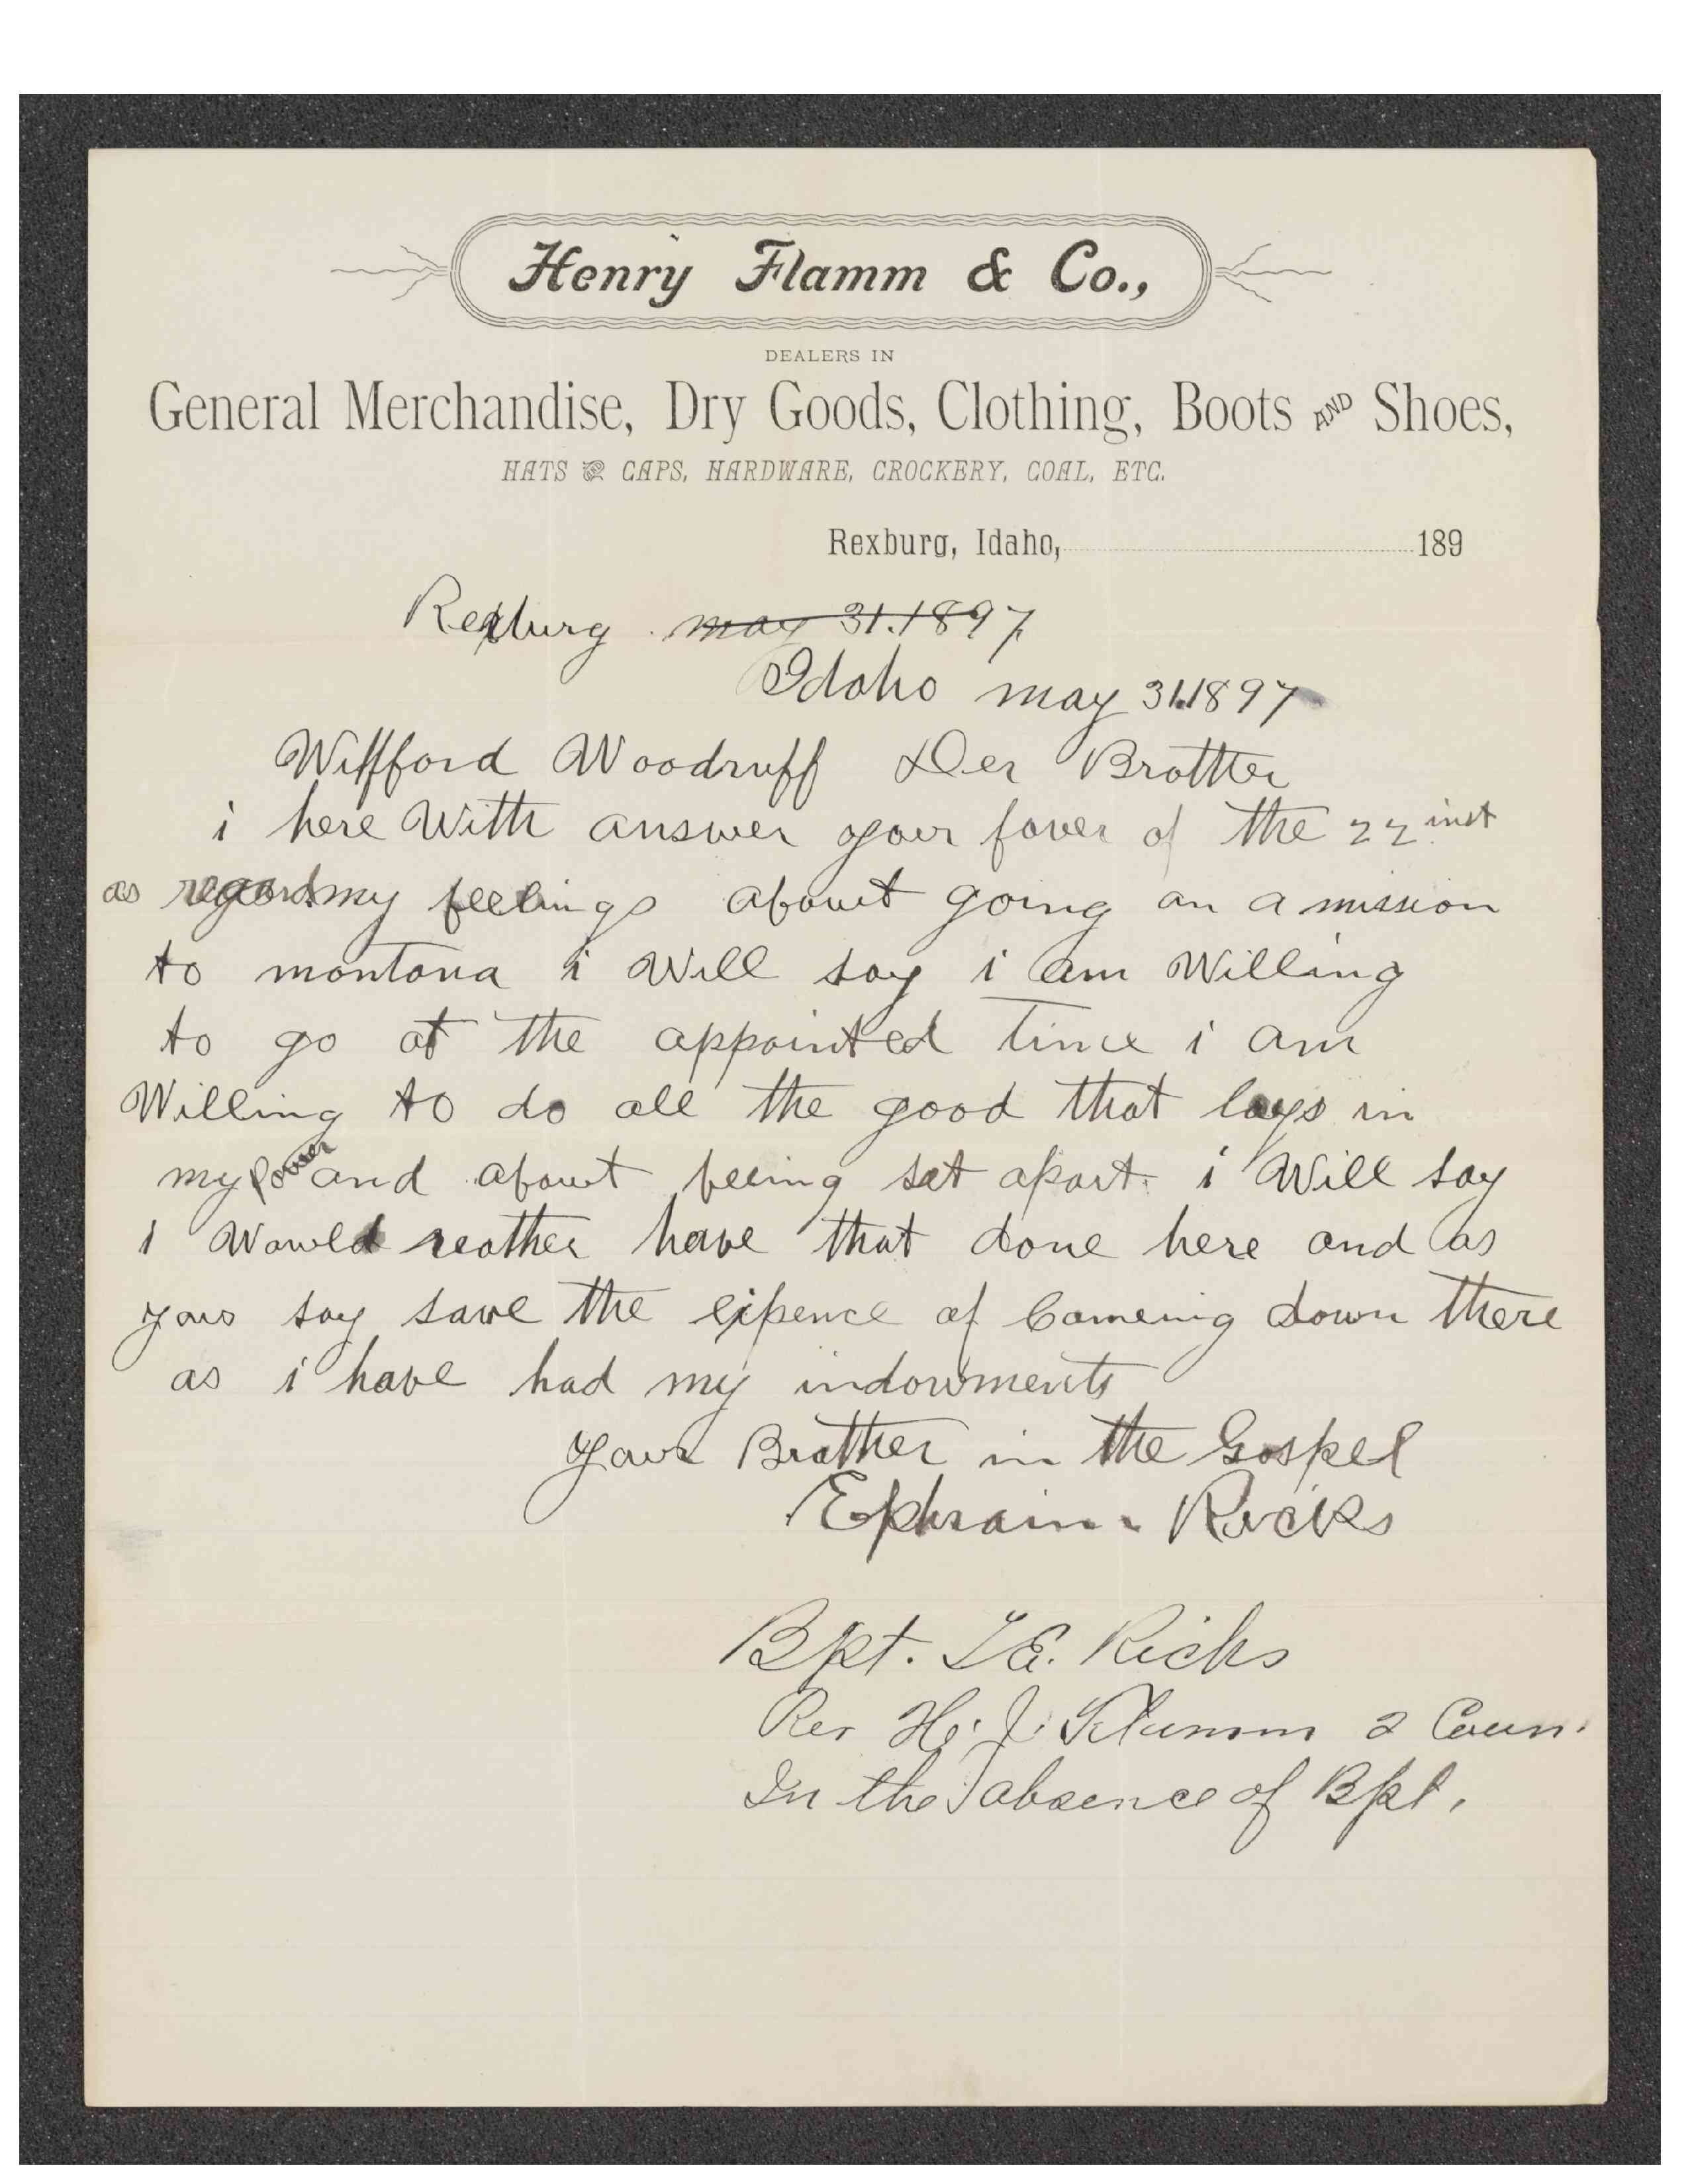 Henry Flamm & Co.,
DEALERS IN
General Merchandise, Dry Goods, Clothing, Boots AND Shoes,
HATS & CAPS, HARDWARE, CROCKERY, COAL, ETC.
Rexburg, Idaho, 189
Rexburg may 31.1897
Idaho may 31.1897
Willford Woodruff Der Brother
i here With answer your faver of the 22 inst
as regards my feelings about going on a mission
to montana i Will say i am Willing
to go at the appointed time i am
Willing to do all the good that lays in
my power and about beeing set apart. i Will say
i Would reather have that done here and as
you say save the expence of Comeing down there
as i have had my indowments
your Brother in the Gospel
Ephraim Ricks
Bpt. T.E. Ricks
Per H. J. Flamm 2 Coun.
In the absence of Bpt.